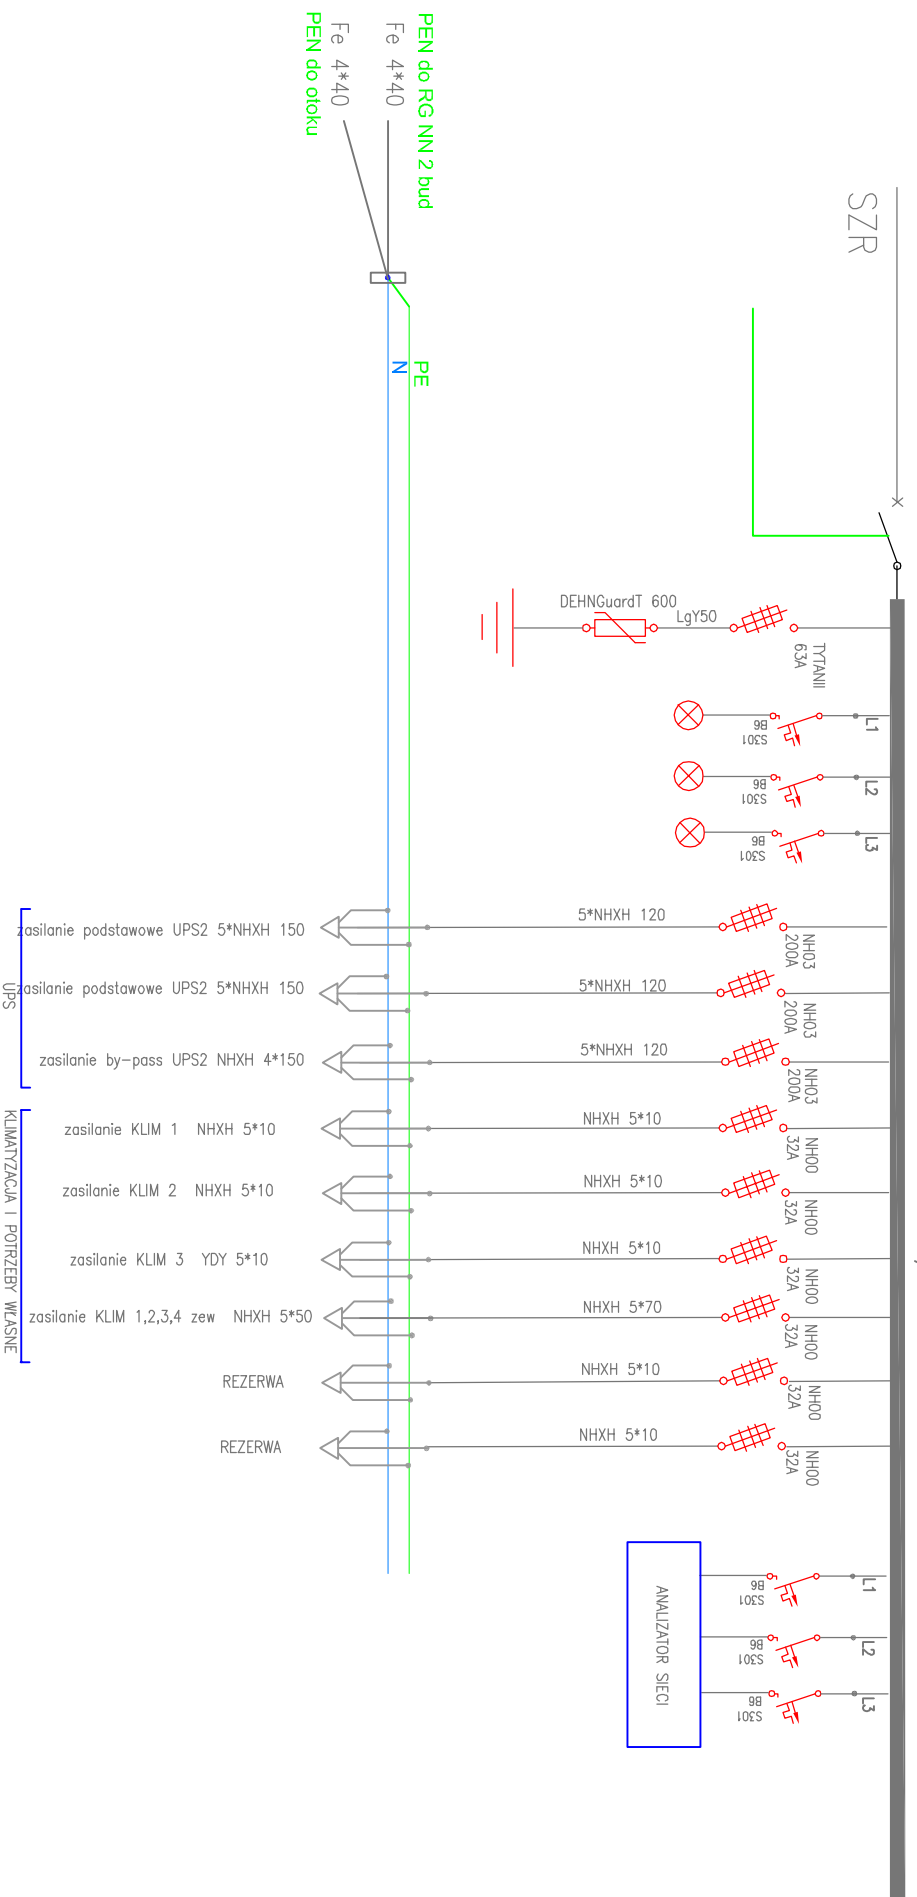 PEN do RG NN 2 bud
Fe 4*40
Fe 4*40
PEN do otoku
SZR
PE
N
DEHNGuardT 600
LgY50
TYTANII
63A
L1
S301
B6
L2
S301
B6
L3
S301
B6
zasilanie podstawowe UPS2 5*NHXH 150
5*NHXH 120
NH03
200A
zasilanie podstawowe UPS2 5*NHXH 150
5*NHXH 120
NH03
200A
zasilanie by-pass UPS2 NHXH 4*150
5*NHXH 120
NH03
200A
UPS
zasilanie KLIM 1 NHXH 5*10
NHXH 5*10
NH00
32A
zasilanie KLIM 2 NHXH 5*10
NHXH 5*10
NH00
32A
zasilanie KLIM 3 YDY 5*10
NHXH 5*10
NH00
32A
zasilanie KLIM 1,2,3,4 zew NHXH 5*50
NHXH 5*70
NH00
32A
KLIMATYZACJA I POTRZEBY WŁASNE
REZERWA
NHXH 5*10
NH00
32A
REZERWA
NHXH 5*10
NH00
32A
ANALIZATOR SIECI
L1
S301
B6
L2
S301
B6
L3
S301
B6